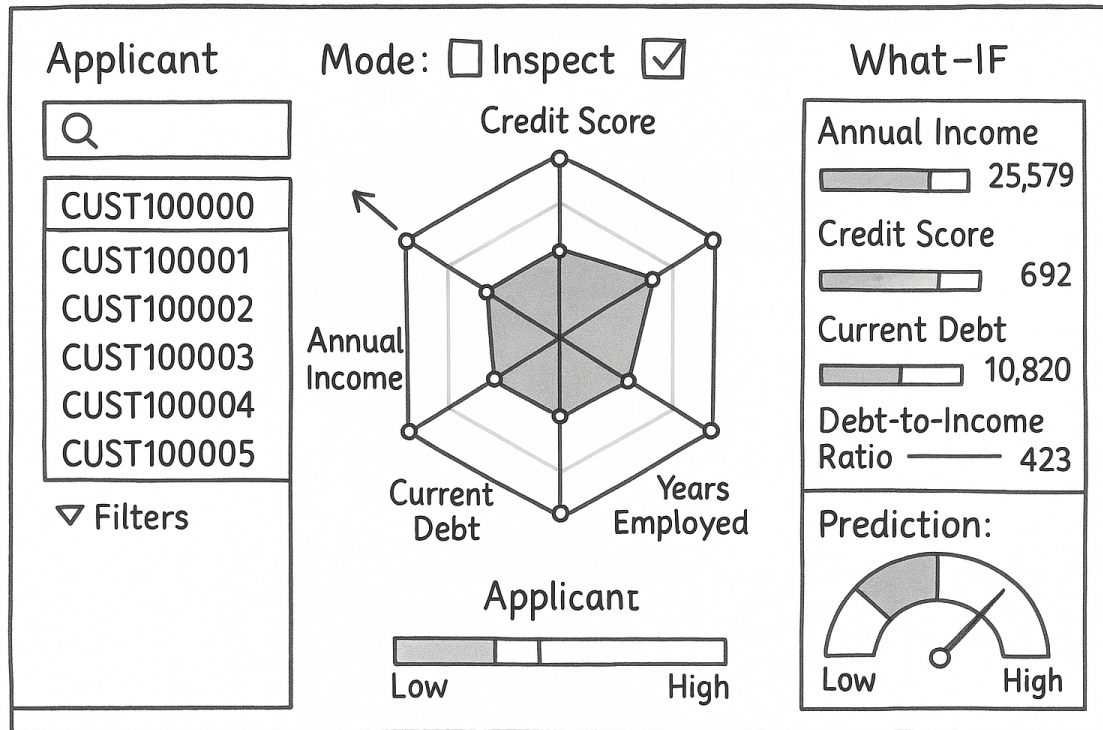 Applicant
Mode: Inspect
What-IF
CUST100000
CUST100001
CUST100002
CUST100003
CUST100004
CUST100005
Filters
Credit Score
Annual
Income
Current
Debt
Years
Employed
Applicant
Low High
Annual Income
25,579
Credit Score
692
Current Debt
10,820
Debt-to-Income
Ratio 423
Prediction:
Low High